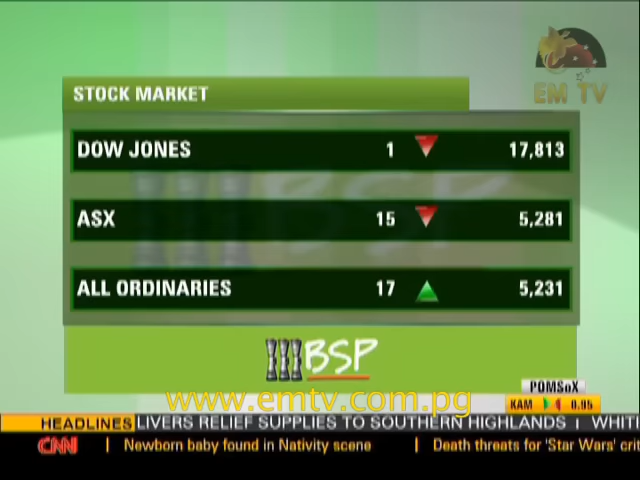 EM TV
STOCK MARKET
DOW JONES 1 17,813
ASX 15 5,281
ALL ORDINARIES 17 5,231
BSP
POMSoX
www.emtv.com.pg
KAM 0.95
HEADLINES LIVERS RELIEF SUPPLIES TO SOUTHERN HIGHLANDS | WHITI
CNN | Newborn baby found in Nativity scene | Death threats for 'Star Wars' crit